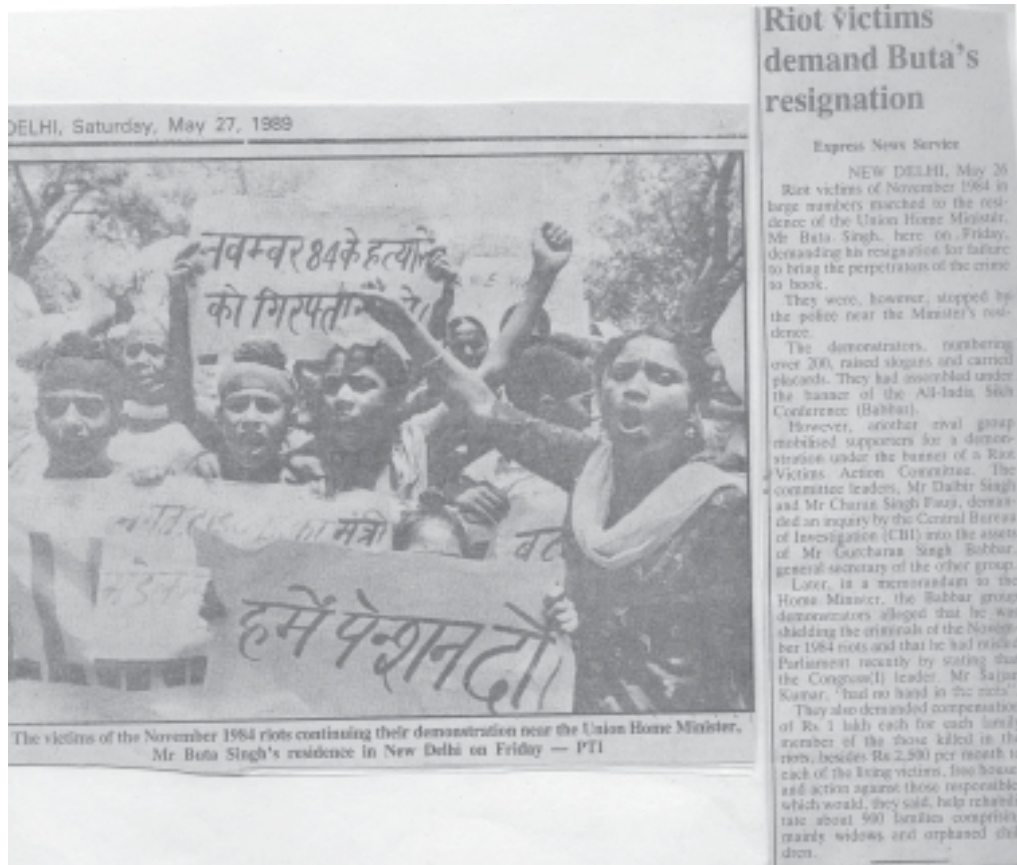 DELHI, Saturday, May 27, 1989
नवम्बर 84 के हत्यारों
को गिरफ्तार
का मंत्री
हमें पेन्शन दो
The victims of the November 1984 riots continuing their demonstration near the Union Home Minister,
Mr Buta Singh's residence in New Delhi on Friday — PTI
Riot victims
demand Buta's
resignation
Express News Service
NEW DELHI, May 26
Riot victims of November 1984 in
large numbers marched to the resi-
dence of the Union Home Minister,
Mr Buta Singh, here on Friday,
demanding his resignation for failure
to bring the perpetrators of the crime
to book.
They were, however, stopped by
the police near the Minister's resi-
dence.
The demonstrators, numbering
over 200, raised slogans and carried
placards. They had assembled under
the banner of the All-India Sikh
Conference (Babbar).
However, another rival group
mobilised supporters for a demon-
stration under the banner of a Riot
Victims Action Committee. The
committee leaders, Mr Dalbir Singh
and Mr Charan Singh Fauji, deman-
ded an inquiry by the Central Bureau
of Investigation (CBI) into the assets
of Mr Gurcharan Singh Babbar,
general secretary of the other group.
Later, in a memorandum to the
Home Minister, the Babbar group
demonstrators alleged that he was
shielding the criminals of the Novem-
ber 1984 riots and that he had misled
Parliament recently by stating that
the Congress(I) leader, Mr Sajjan
Kumar, "had no hand in the riots"
They also demanded compensation
of Rs 1 lakh each for each family
member of the those killed in the
riots, besides Rs 2,500 per month to
each of the living victims, free house
and action against those responsible
which would, they said, help rehabili
tate about 900 families comprising
mainly widows and orphaned chil
dren.